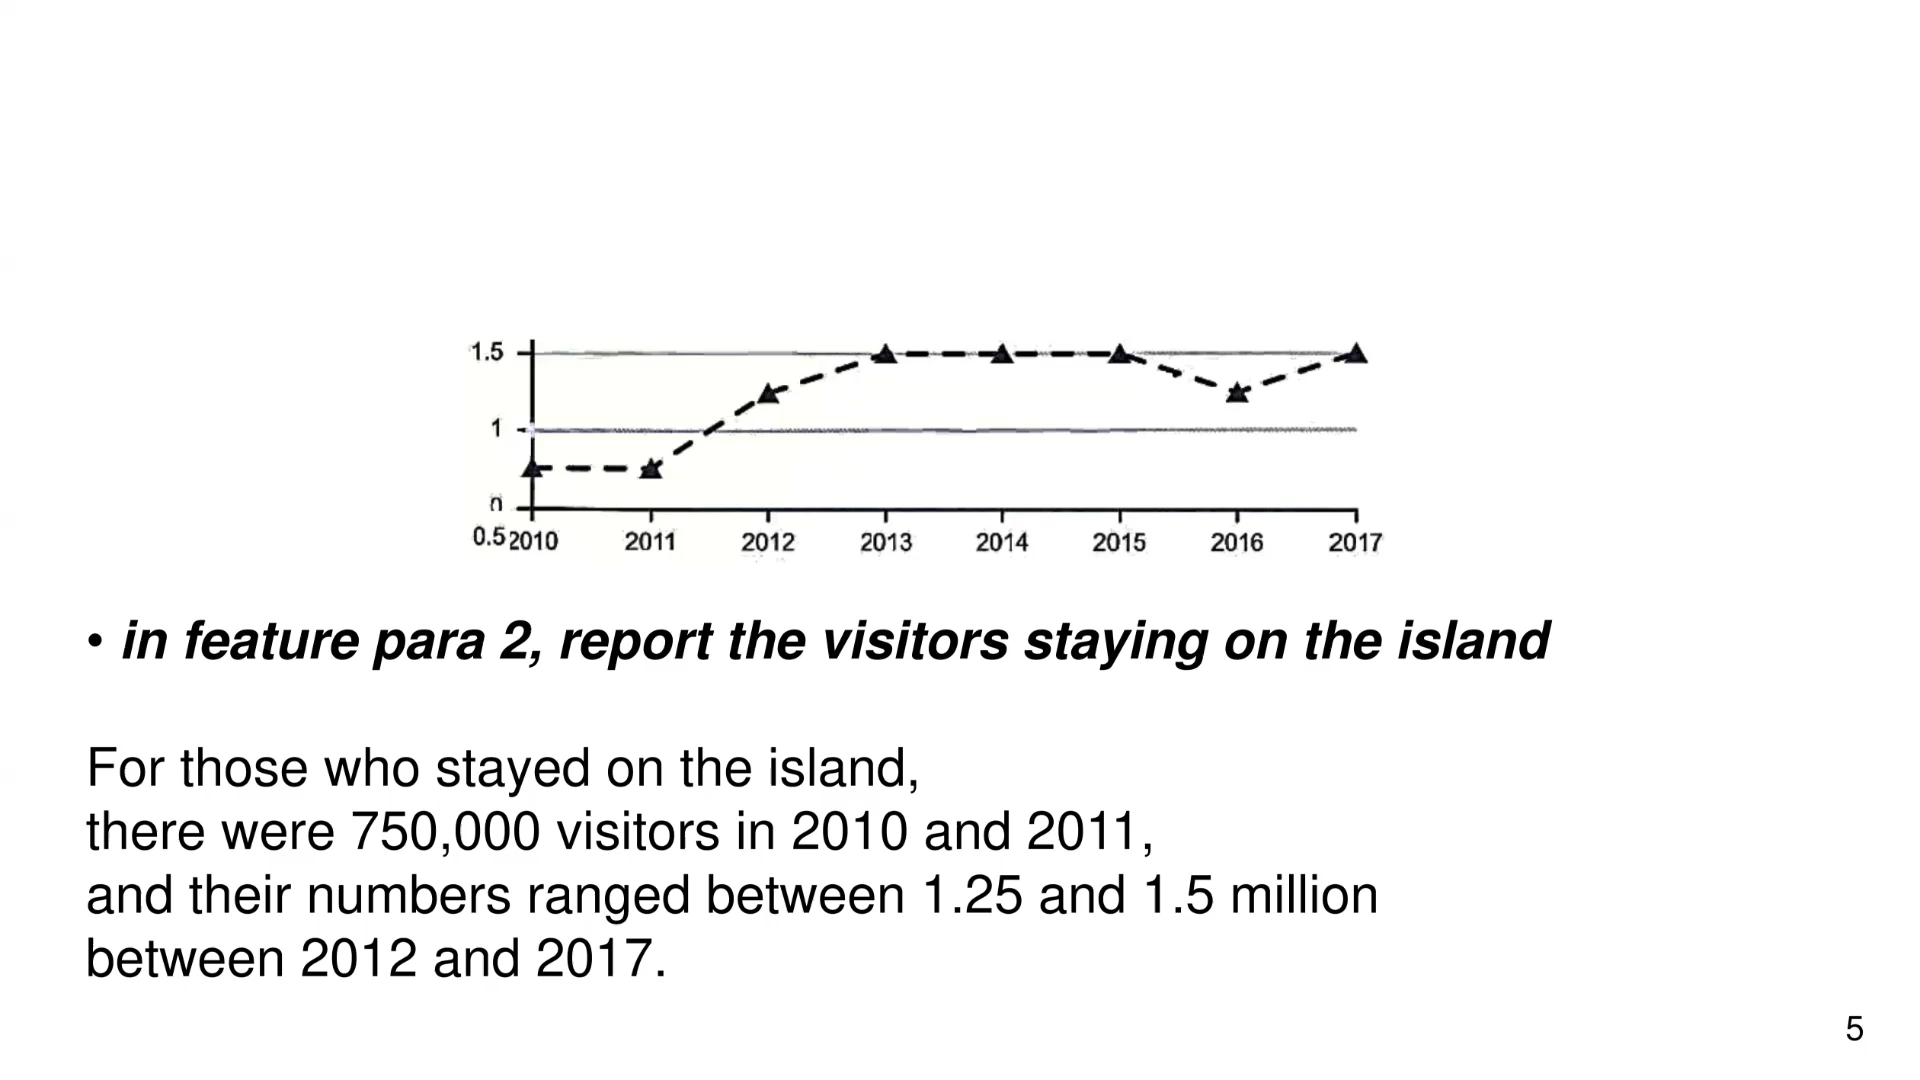 1.5
1
0
0.5 2010 2011 2012 2013 2014 2015 2016 2017
• in feature para 2, report the visitors staying on the island
For those who stayed on the island,
there were 750,000 visitors in 2010 and 2011,
and their numbers ranged between 1.25 and 1.5 million
between 2012 and 2017.
5